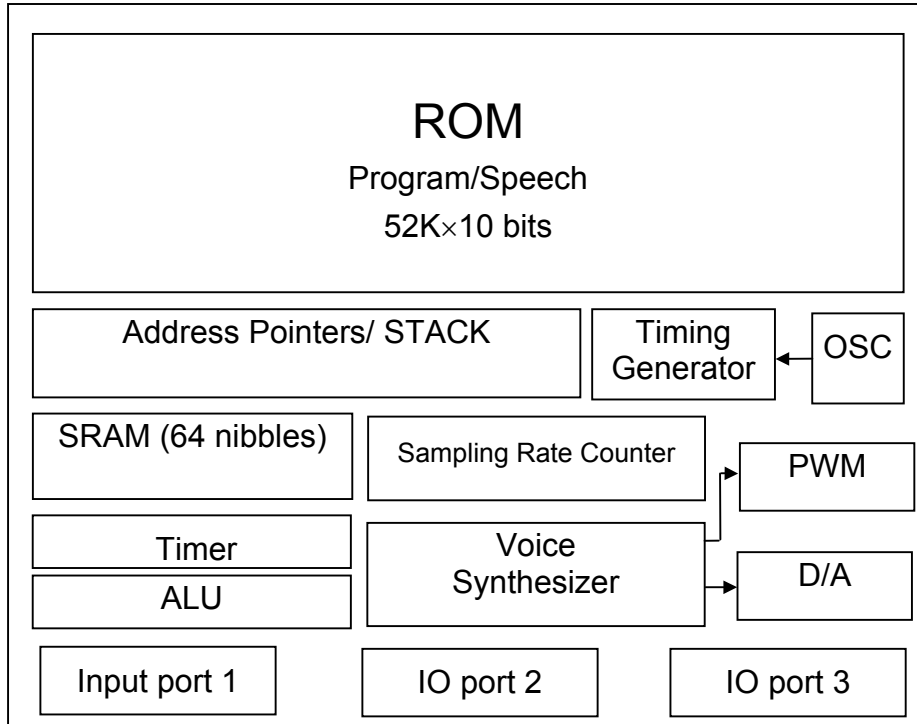 ROM
Program/Speech
52K×10 bits
Address Pointers/ STACK
Timing
Generator
OSC
SRAM (64 nibbles)
Sampling Rate Counter
PWM
Timer
Voice
Synthesizer
D/A
ALU
Input port 1
IO port 2
IO port 3